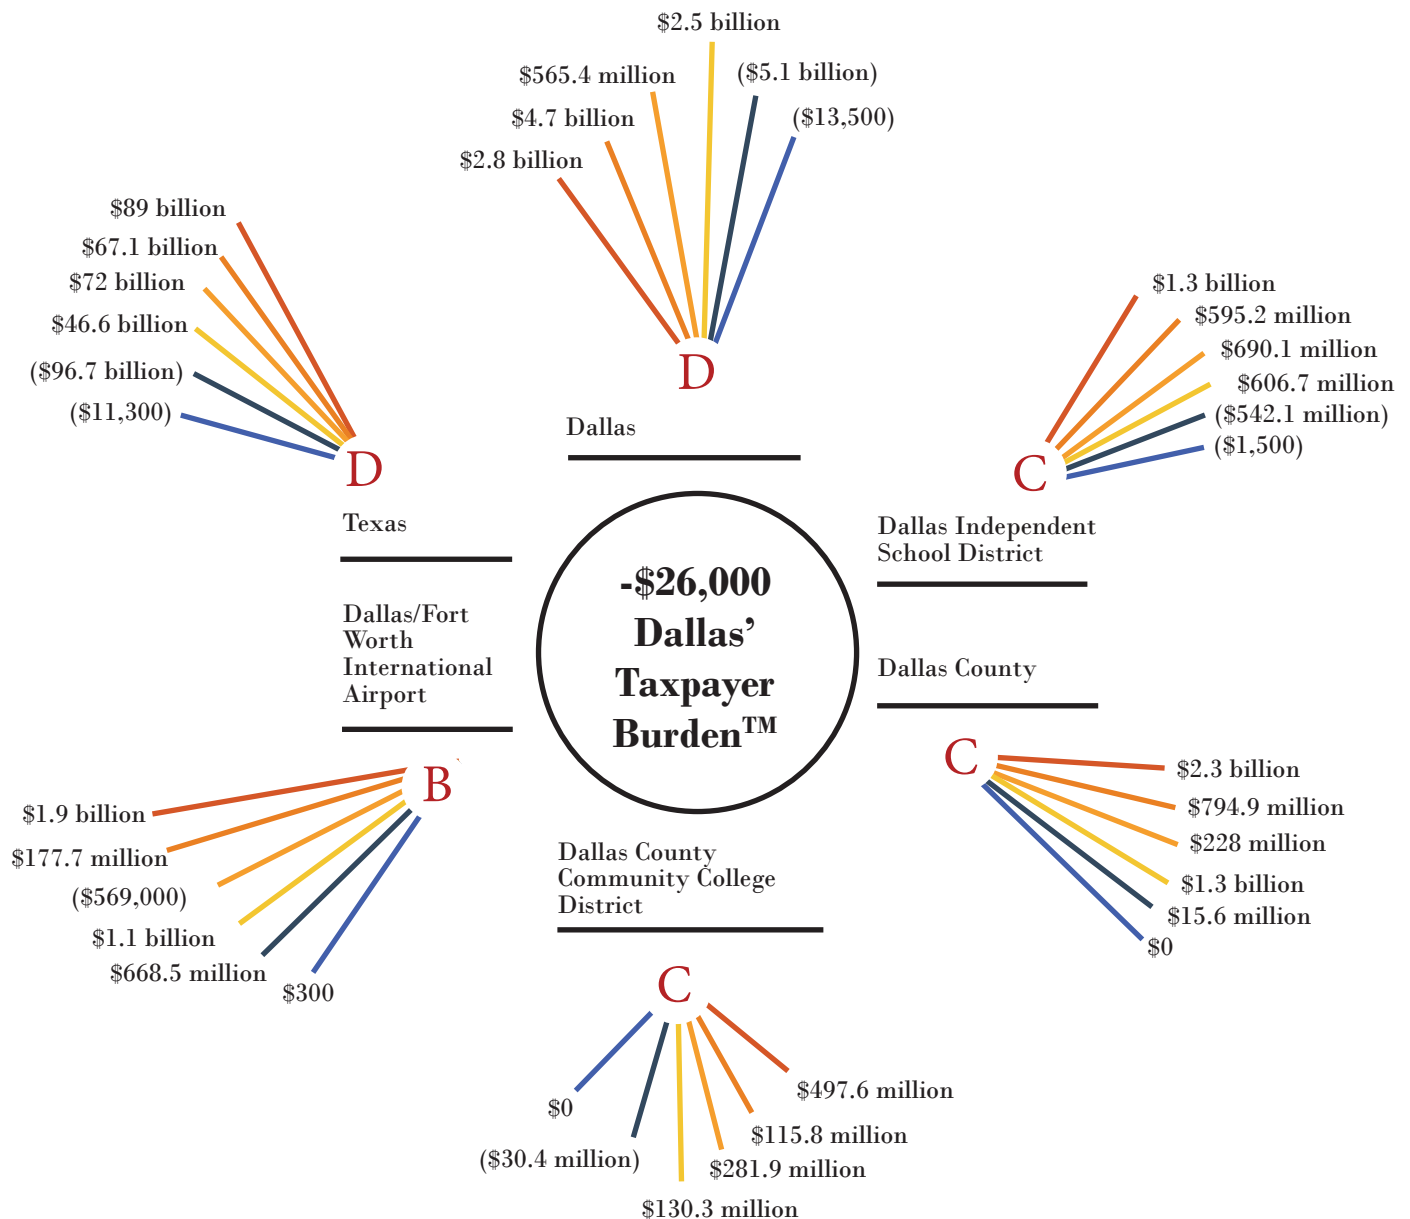 $2.5 billion
$565.4 million
($5.1 billion)
$4.7 billion
($13,500)
$2.8 billion
D
Dallas
$89 billion
$67.1 billion
$72 billion
$46.6 billion
($96.7 billion)
($11,300)
D
Texas
$1.3 billion
$595.2 million
$690.1 million
$606.7 million
($542.1 million)
($1,500)
C
Dallas Independent
School District
-$26,000
Dallas’
Taxpayer
Burden™
Dallas/Fort
Worth
International
Airport
B
$1.9 billion
$177.7 million
($569,000)
$1.1 billion
$668.5 million
$300
Dallas County
C
$2.3 billion
$794.9 million
$228 million
$1.3 billion
$15.6 million
$0
Dallas County
Community College
District
C
$0
($30.4 million)
$130.3 million
$281.9 million
$115.8 million
$497.6 million